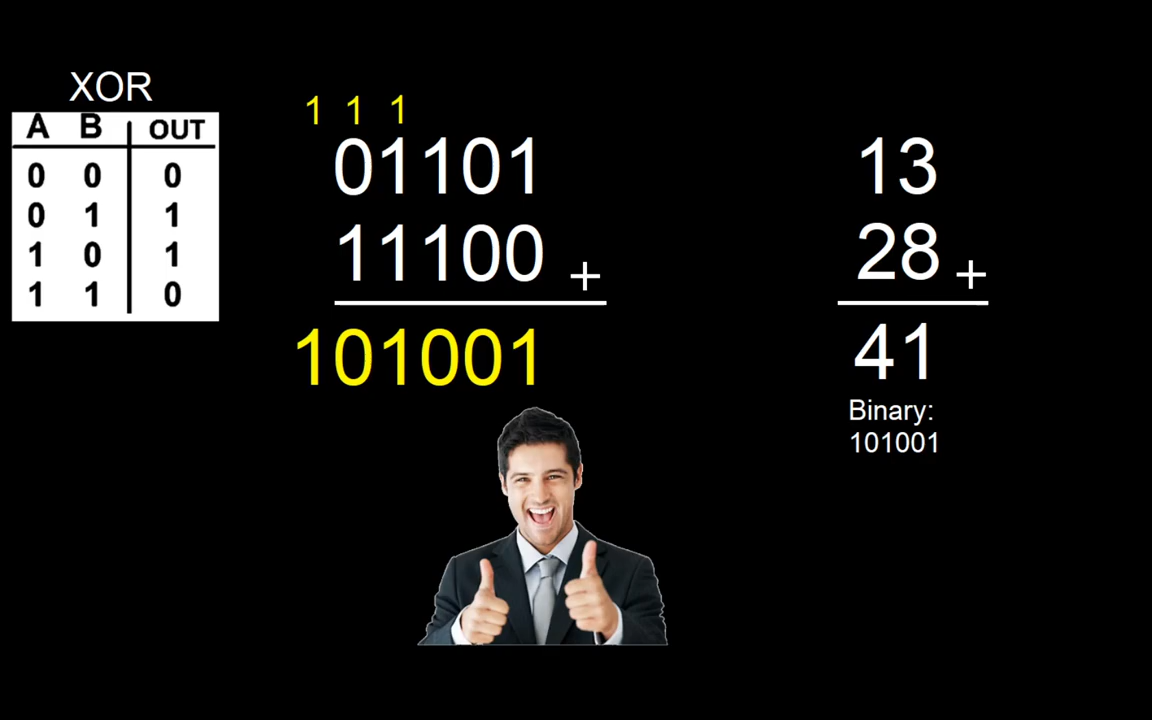 XOR
A B OUT
0 0 0
0 1 1
1 0 1
1 1 0
1 1 1
01101
11100 +
101001
13
28 +
41
Binary:
101001